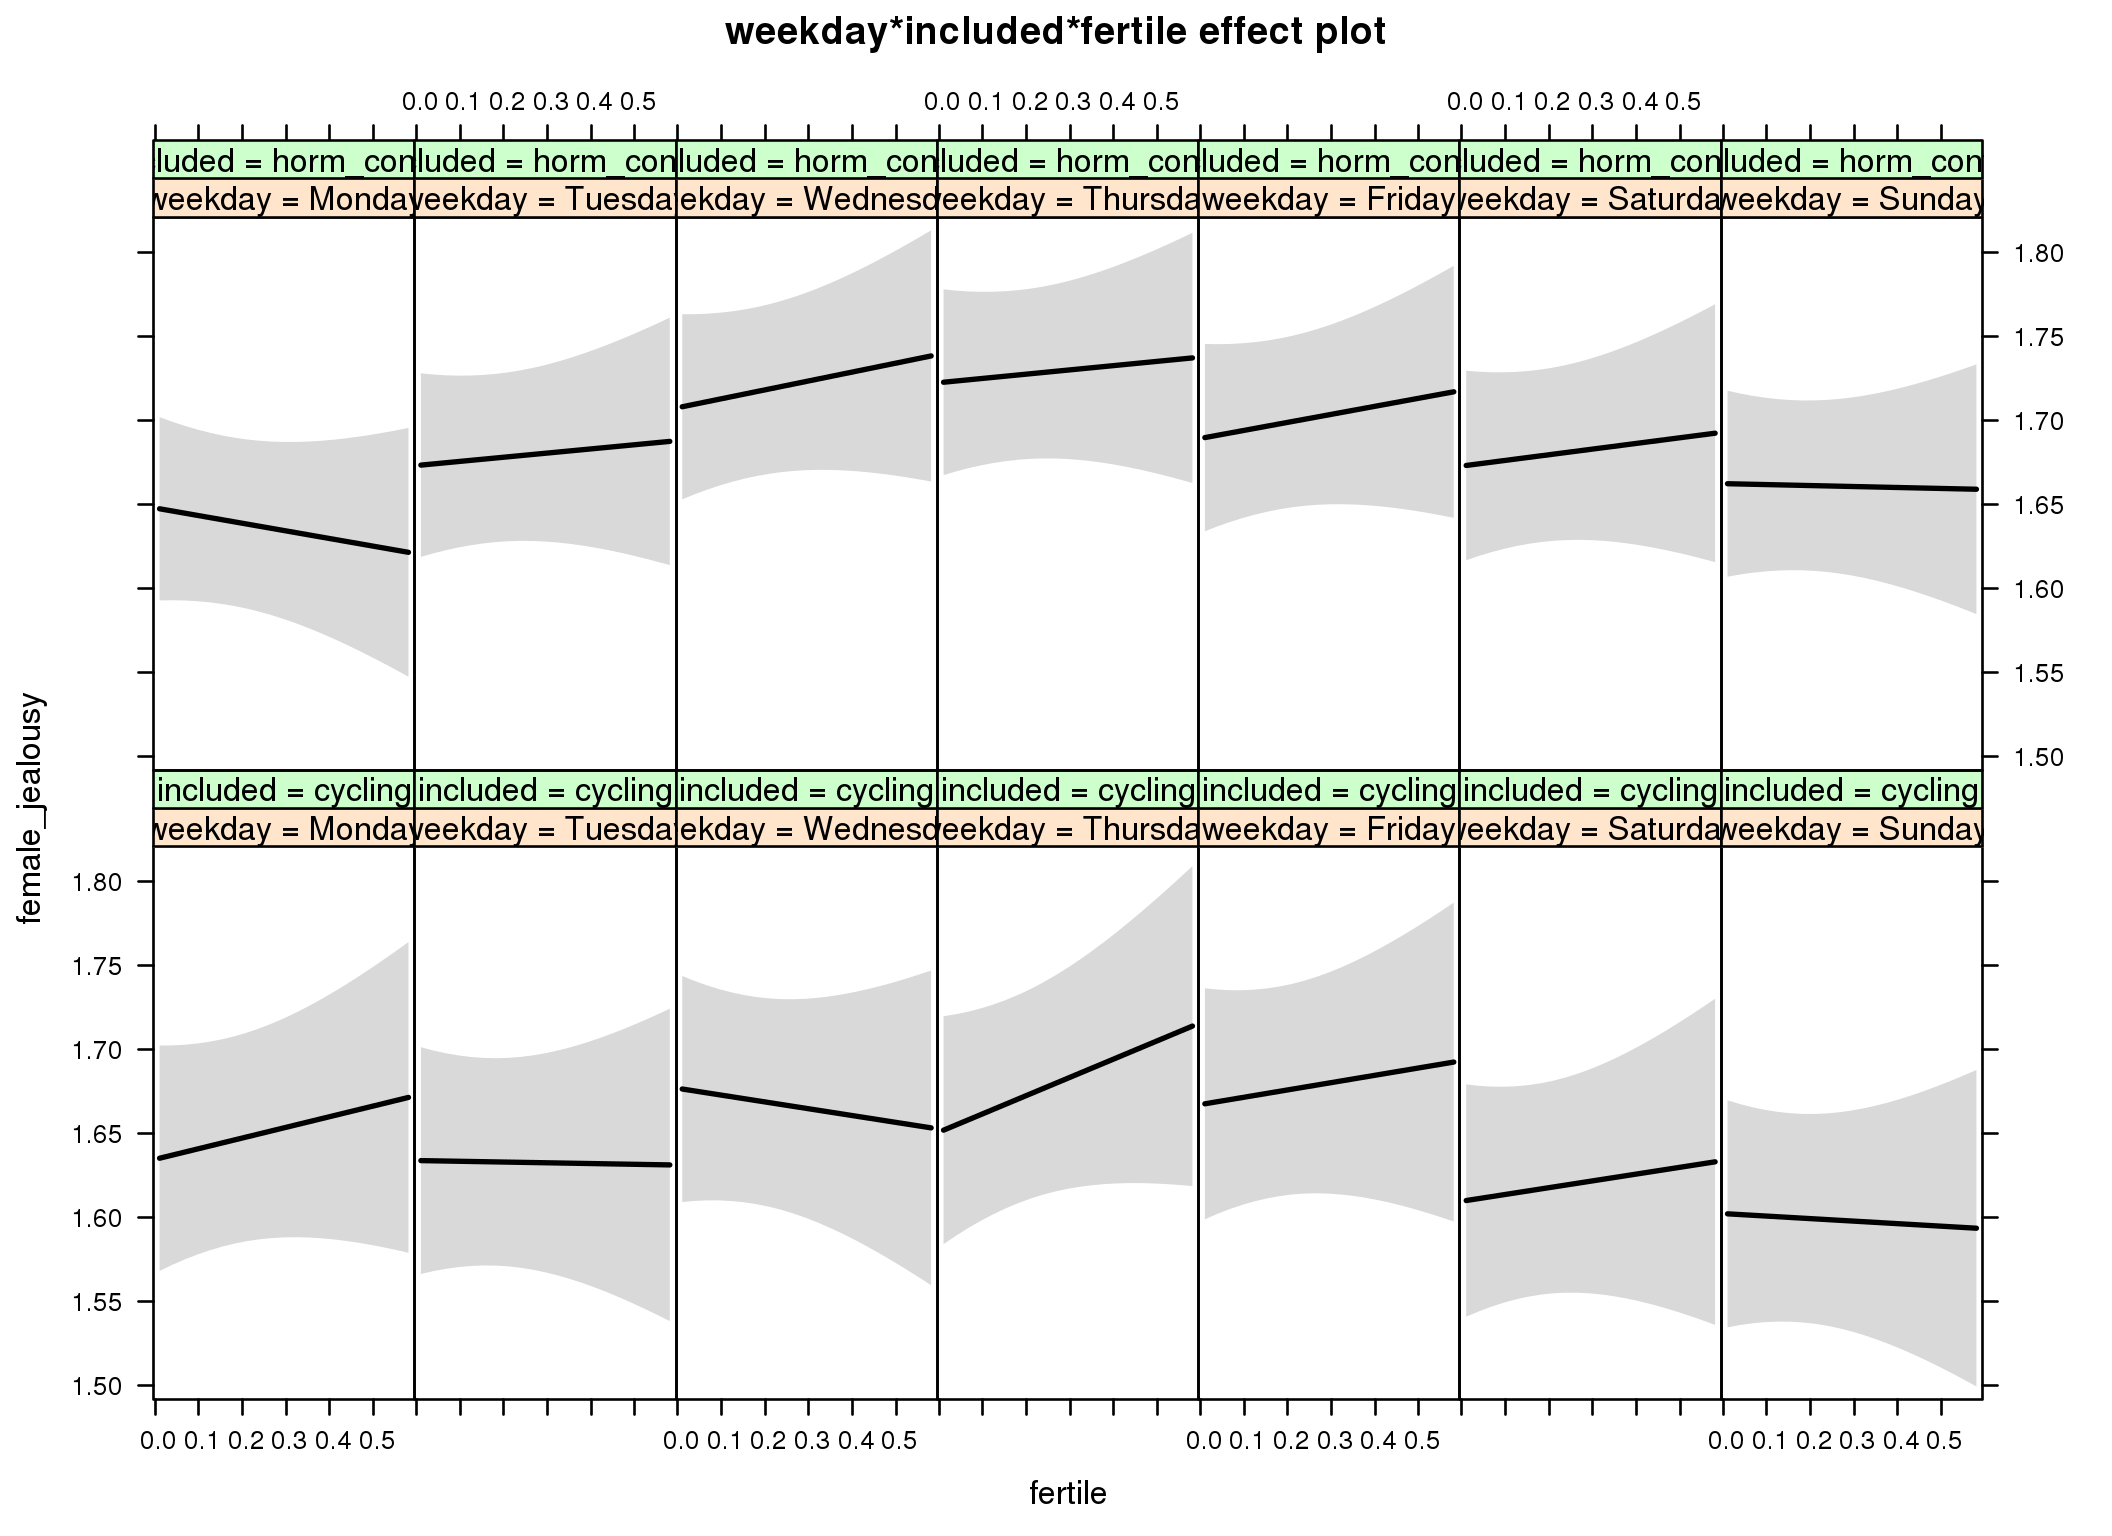 weekday*included*fertile effect plot
0.0 0.1 0.2 0.3 0.4 0.5 0.0 0.1 0.2 0.3 0.4 0.5 0.0 0.1 0.2 0.3 0.4 0.5
luded = horm_con luded = horm_con luded = horm_con luded = horm_con luded = horm_con luded = horm_con luded = horm_con
weekday = Monday weekday = Tuesda ekday = Wednesd eekday = Thursda weekday = Friday weekday = Saturda weekday = Sunday
1.80
1.75
1.70
1.65
1.60
1.55
1.50
female_jealousy
included = cycling included = cycling included = cycling included = cycling included = cycling included = cycling included = cycling
weekday = Monday weekday = Tuesda ekday = Wednesd eekday = Thursda weekday = Friday weekday = Saturda weekday = Sunday
1.80
1.75
1.70
1.65
1.60
1.55
1.50
0.0 0.1 0.2 0.3 0.4 0.5 0.0 0.1 0.2 0.3 0.4 0.5 0.0 0.1 0.2 0.3 0.4 0.5 0.0 0.1 0.2 0.3 0.4 0.5
fertile